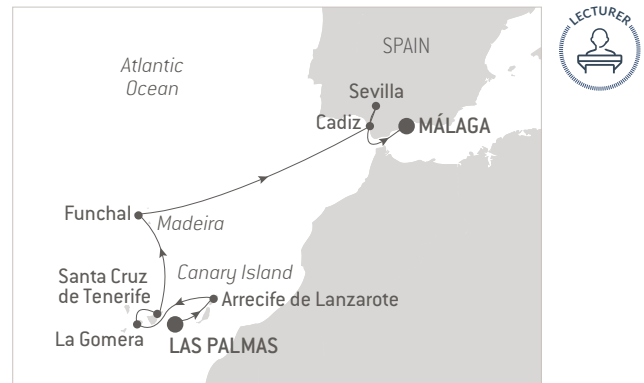 LECTURER
SPAIN
Atlantic
Ocean
Sevilla
Cadiz
MÁLAGA
Funchal
Madeira
Santa Cruz
de Tenerife
Canary Island
Arrecife de Lanzarote
La Gomera
LAS PALMAS